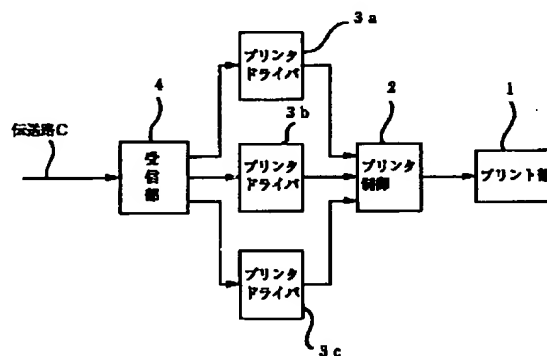 3a
プリンタ
ドライバ
4
伝送路C
受
信
部
3b
プリンタ
ドライバ
2
プリンタ
制御
1
プリント部
プリンタ
ドライバ
3c